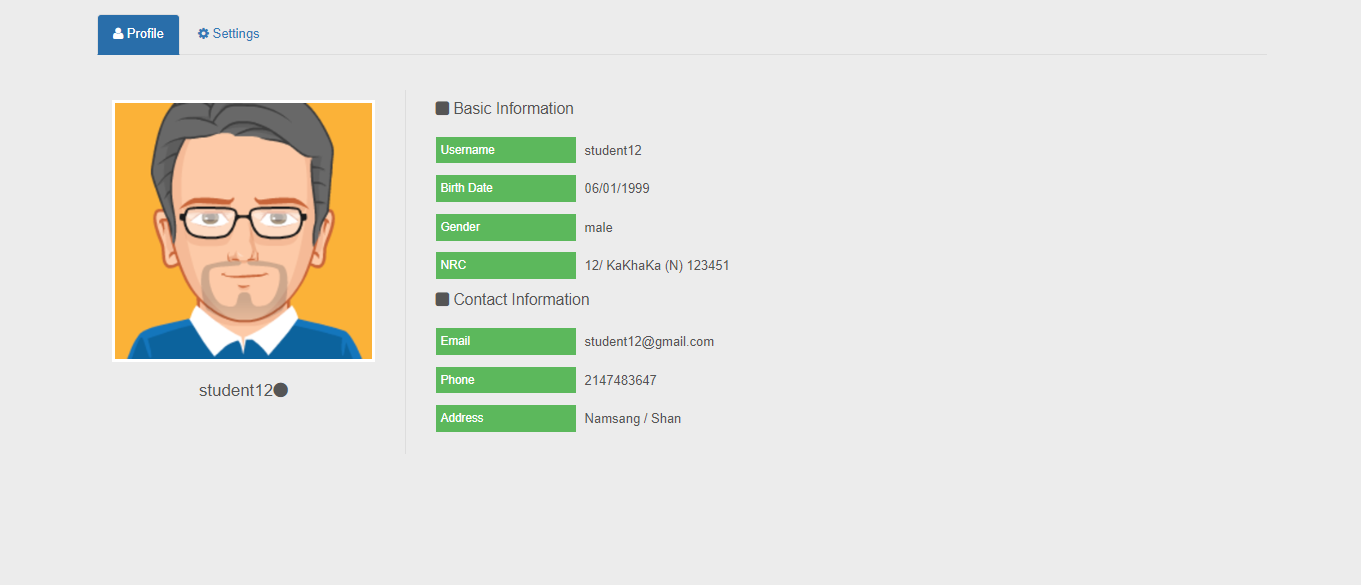 Profile Settings
Basic Information
Username student12
Birth Date 06/01/1999
Gender male
NRC 12/ KaKhaKa (N) 123451
Contact Information
Email student12@gmail.com
Phone 2147483647
Address Namsang / Shan
student12